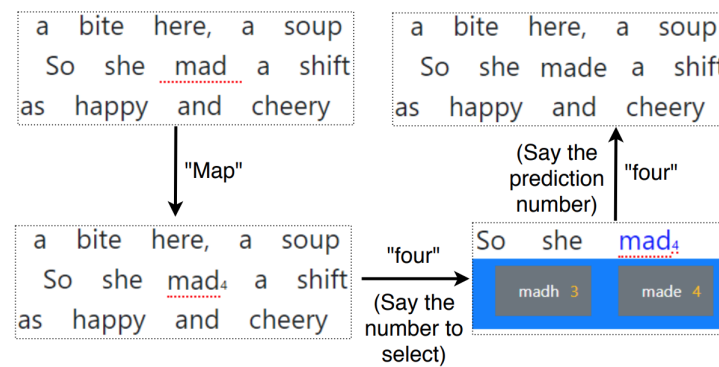 a bite here, a soup
So she mad a shift
as happy and cheery
"Map"
a bite here, a soup
So she mad4 a shift
as happy and cheery
"four"
(Say the
number to
select)
So she mad4
madh 3 made 4
(Say the
prediction
number)
"four"
a bite here, a soup
So she made a shift
as happy and cheery